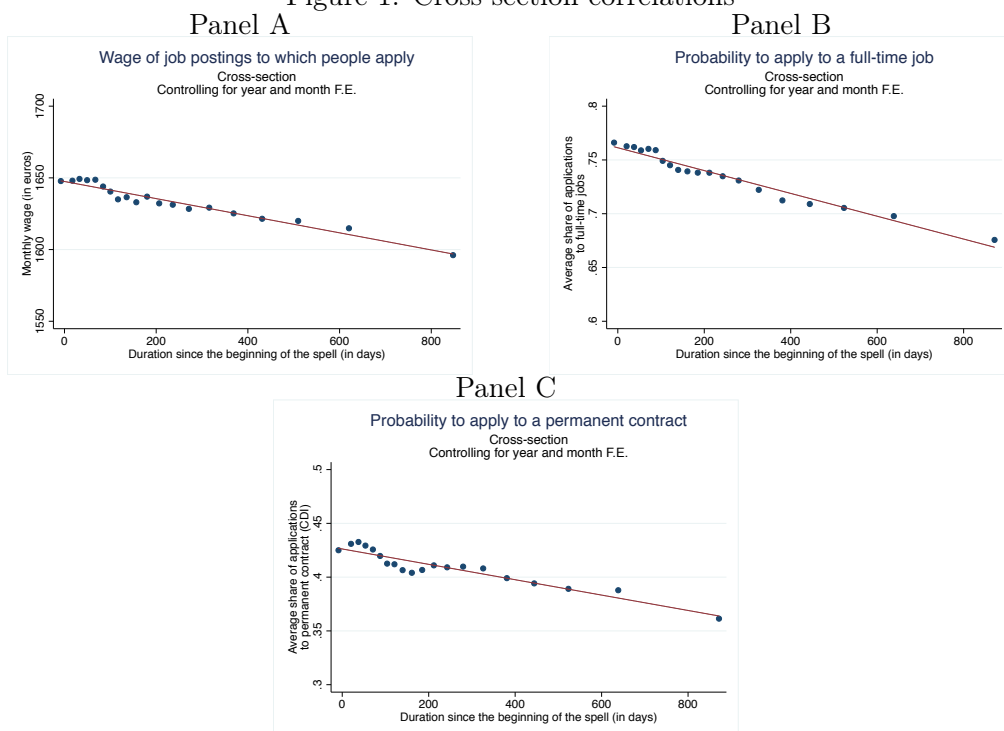 Figure 1: Cross-section correlations
Panel A
Wage of job postings to which people apply
Cross-section
Controlling for year and month F.E.
1700
1650
1600
1550
Monthly wage (in euros)
0 200 400 600 800
Duration since the beginning of the spell (in days)
Panel B
Probability to apply to a full-time job
Cross-section
Controlling for year and month F.E.
.8
.75
.7
.65
.6
Average share of applications
to full-time jobs
0 200 400 600 800
Duration since the beginning of the spell (in days)
Panel C
Probability to apply to a permanent contract
Cross-section
Controlling for year and month F.E.
.5
.45
.4
.35
.3
Average share of applications
to permanent contract (CDI)
0 200 400 600 800
Duration since the beginning of the spell (in days)